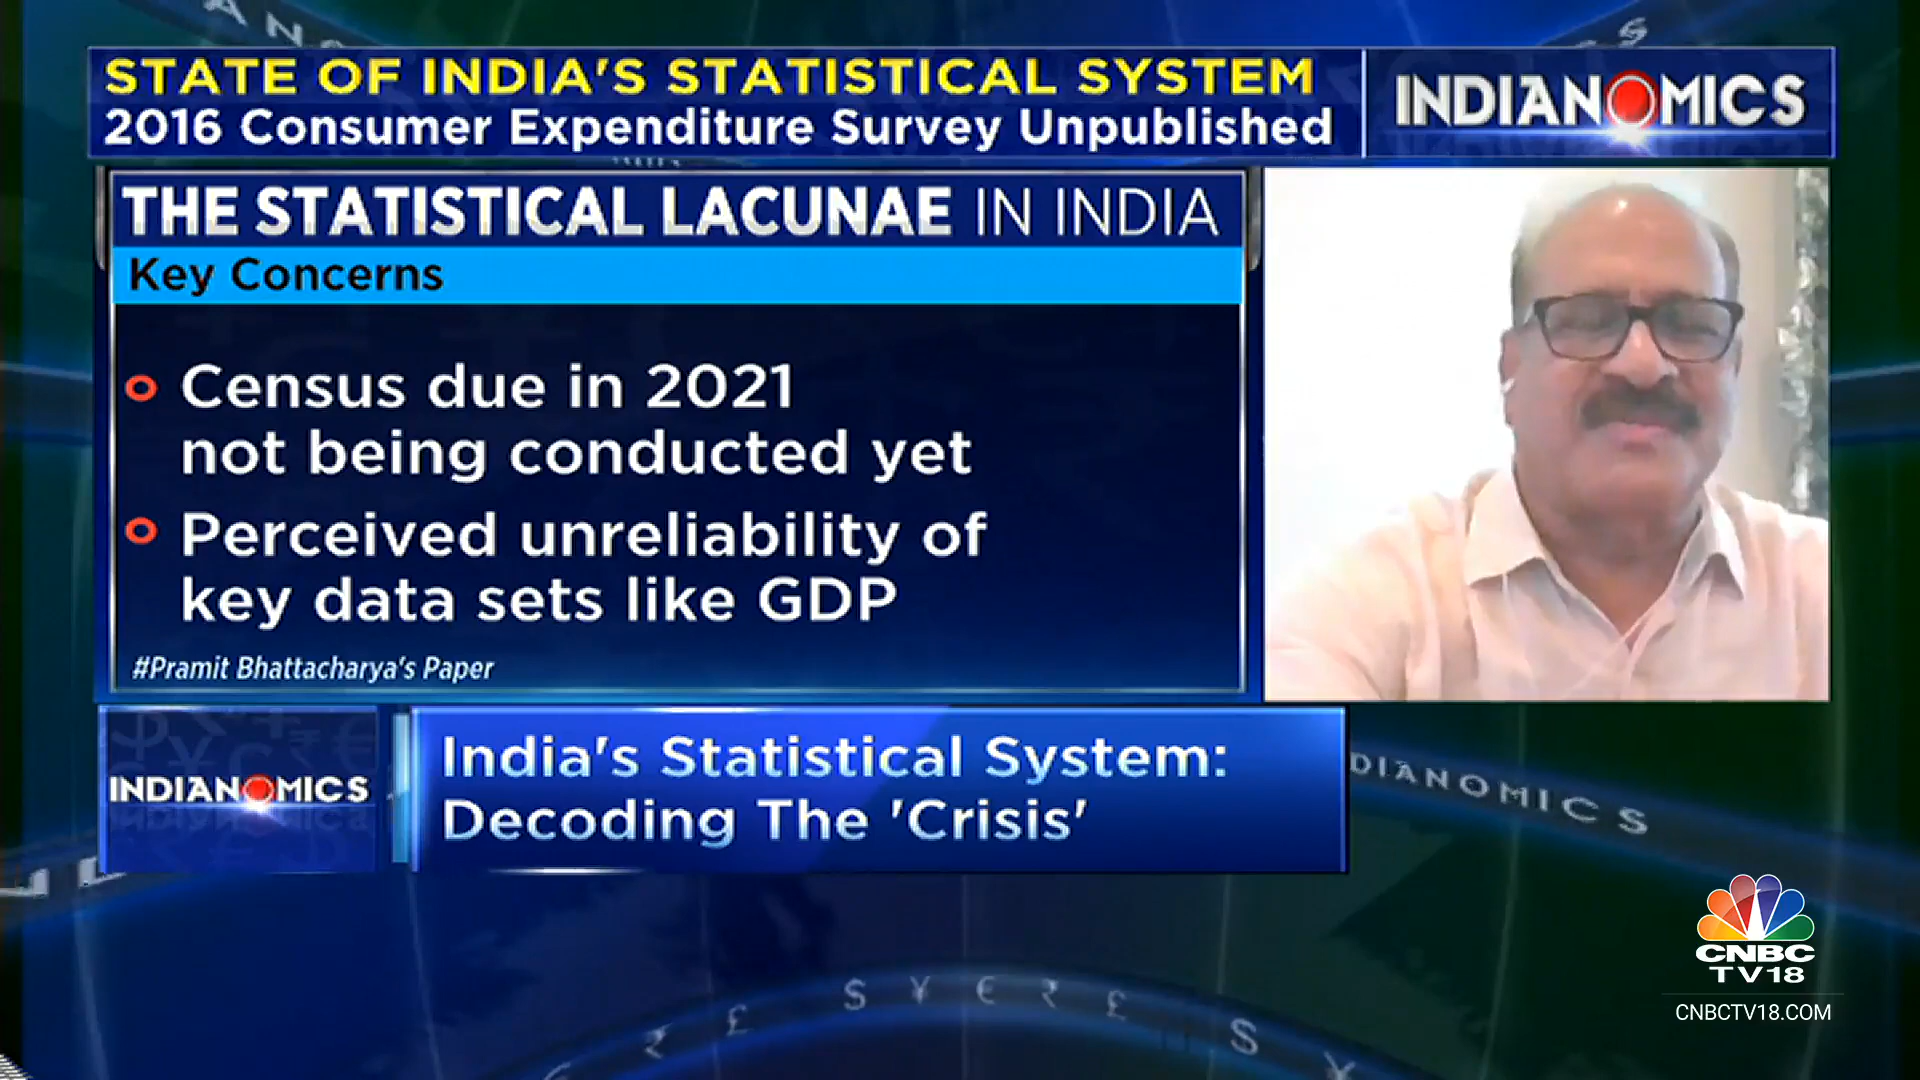 STATE OF INDIA'S STATISTICAL SYSTEM
2016 Consumer Expenditure Survey Unpublished
INDIANOMICS
THE STATISTICAL LACUNAE IN INDIA
Key Concerns
Census due in 2021
not being conducted yet
Perceived unreliability of
key data sets like GDP
#Pramit Bhattacharya's Paper
INDIANOMICS
India's Statistical System:
Decoding The 'Crisis'
DIANOMICS
CNBC
TV18
CNBCTV18.COM
$ ¥ € ₹ £